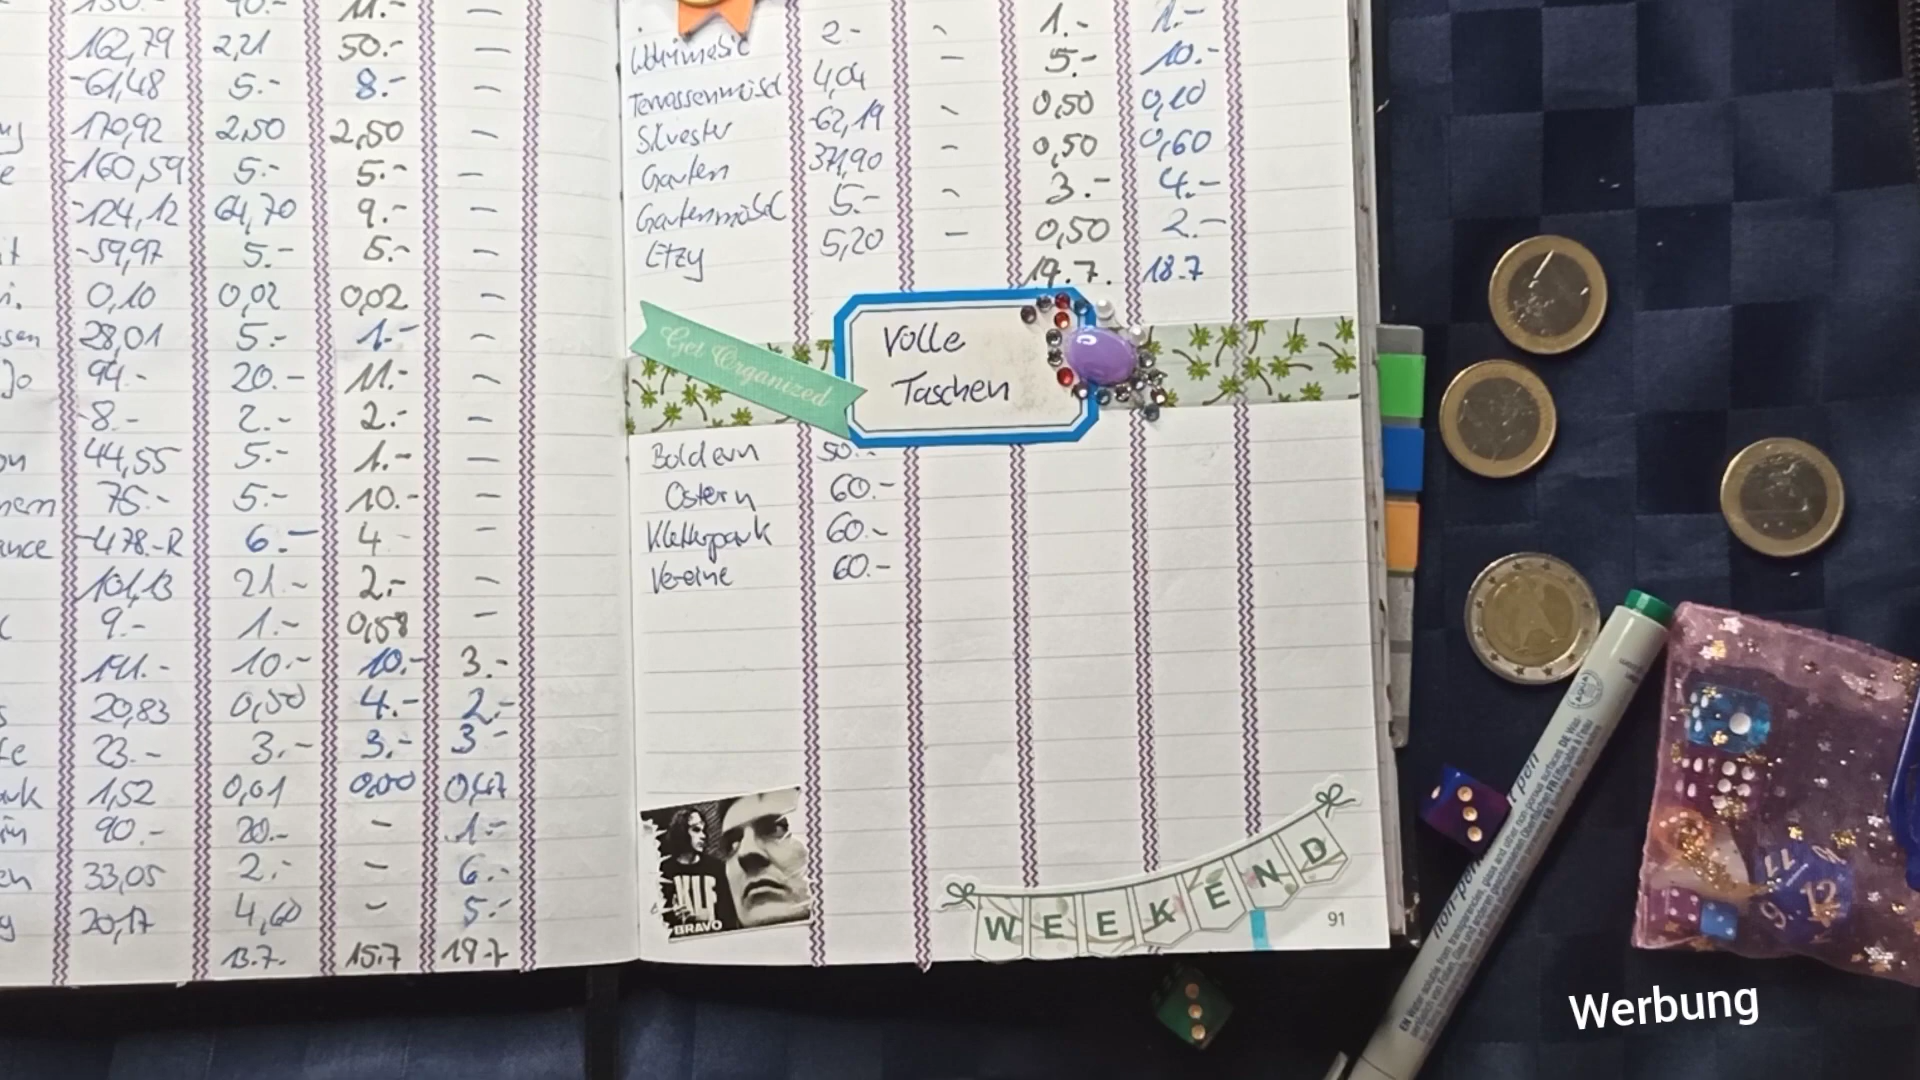 130.- 90.- 11.- —
162,79 2,21 50.- —
-61,48 5.- 8.- —
170,92 2,50 2,50 —
-160,59 5.- 5.- —
-124,12 64,70 9.- —
-59,97 5.- 5.- —
0,10 0,02 0,02 —
28,01 5.- 1.- —
94.- 20.- 11.- —
8.- 2.- 2.-
44,55 5.- 1.- —
75.- 5.- 10.- —
-478.-R 6.- 4 -
101,13 21.- 2.- —
9.- 1.- 0,58 -
191.- 10.- 10.- 3.-
20,83 0,50 4.- 2.-
23.- 3.- 3.- 3-
1,52 0,01 0,00 0,47
90.- 20.- - 1.-
33,05 2.- - 6.-
20,17 4,60 - 5.-
13.7. 15.7 19.7
2.- - 1.- 1.-
4,04 — 5.- 10.-
Silvester -62,19 - 0,50 0,10
Garten 371,90 - 0,50 0,60
5.- - 3.- 4.-
Etzy 5,20 — 0,50 2.-
19.7. 18.7
Get Organized
Volle
Taschen
Boldern 50.-
Ostern 60.-
Kletterpark 60.-
Vereine 60.-
BRAVO
WEEKEND
91
Werbung